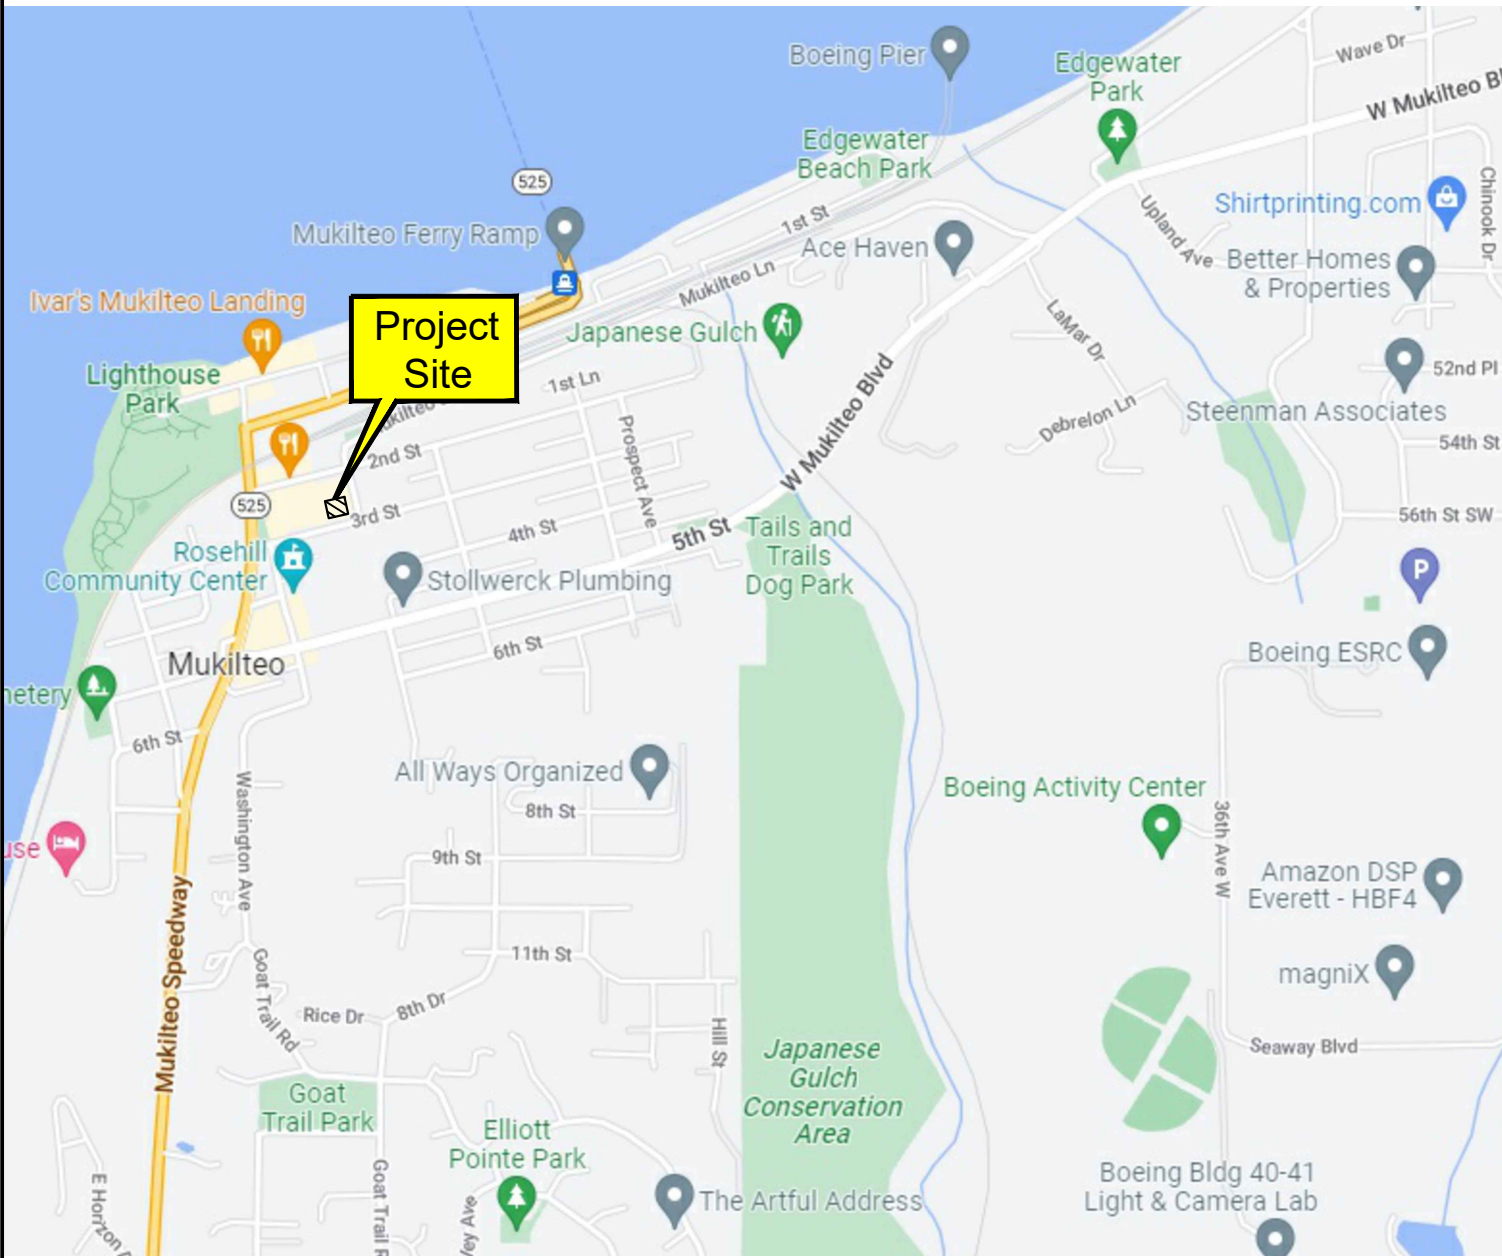 Boeing Pier
Edgewater
Park
Wave Dr
W Mukilteo Bl
Edgewater
Beach Park
525
Chinook Dr
Shirtprinting.com
Upland Ave
1st St
Mukilteo Ferry Ramp
Ace Haven
Better Homes
& Properties
Mukilteo Ln
Ivar's Mukilteo Landing
Project
Site
Japanese Gulch
LaMar Dr
Lighthouse
Park
1st Ln
52nd Pl
Steenman Associates
Debrelon Ln
W Mukilteo Blvd
Prospect Ave
54th St
2nd St
525
3rd St
4th St
5th St
56th St SW
Tails and
Trails
Dog Park
Rosehill
Community Center
Stollwerck Plumbing
P
6th St
Boeing ESRC
Mukilteo
netery
6th St
All Ways Organized
8th St
Washington Ave
Boeing Activity Center
36th Ave W
use
9th St
Amazon DSP
Everett - HBF4
Mukilteo Speedway
11th St
magniX
Goat Trail Rd
Rice Dr
8th Dr
Hill St
Seaway Blvd
Japanese
Gulch
Conservation
Area
Goat
Trail Park
Elliott
Pointe Park
Boeing Bldg 40-41
Light & Camera Lab
E Horizon
Goat Trail R
ley Ave
The Artful Address